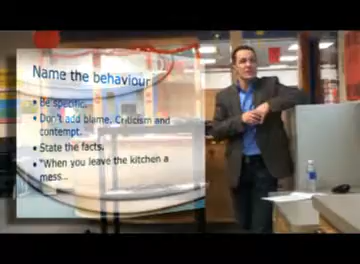 Name the behaviour
• Be specific.
• Don't add blame. Criticism and
contempt.
• State the facts.
• "When you leave the kitchen a
mess...